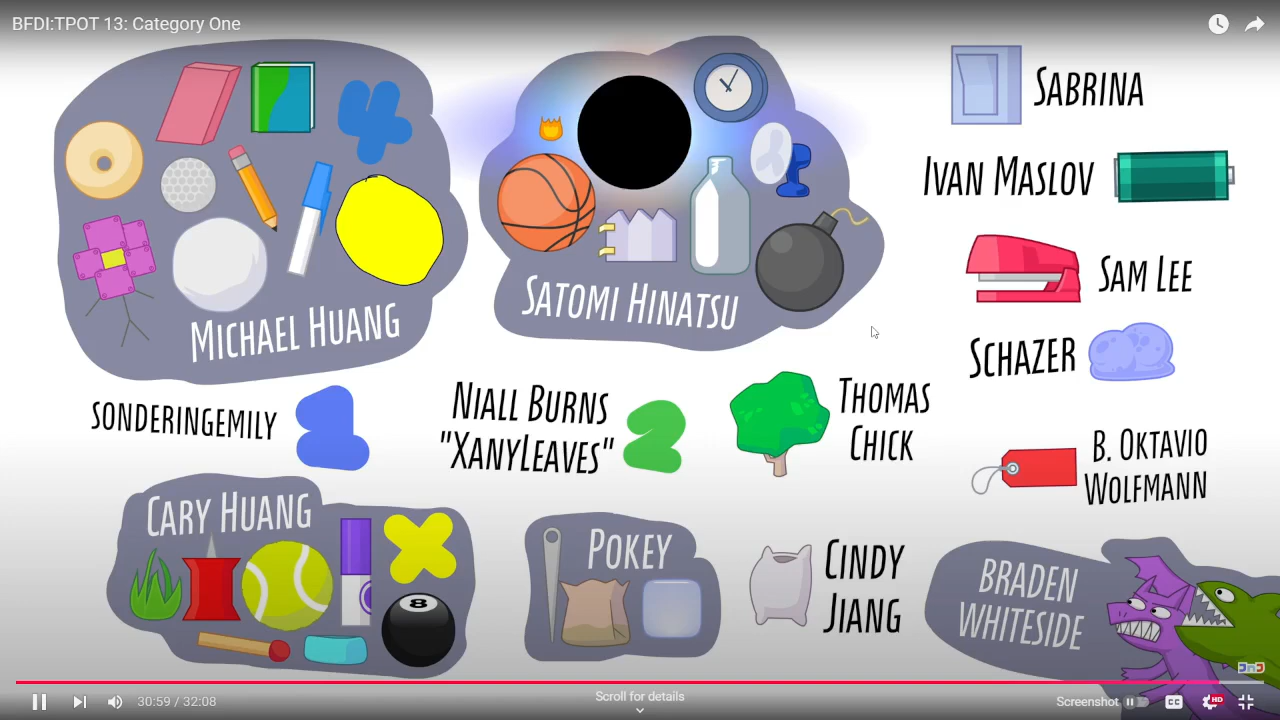 BFDI:TPOT 13: Category One
SABRINA
IVAN MASLOV
MICHAEL HUANG
SATOMI HINATSU
SAM LEE
SCHAZER
SONDERINGEMILY
NIALL BURNS
"XANYLEAVES"
THOMAS
CHICK
B. OKTAVIO
WOLFMANN
CARY HUANG
8
POKEY
CINDY
JIANG
BRADEN
WHITESIDE
30:59 / 32:08
Scroll for details
Screenshot
CC
HD